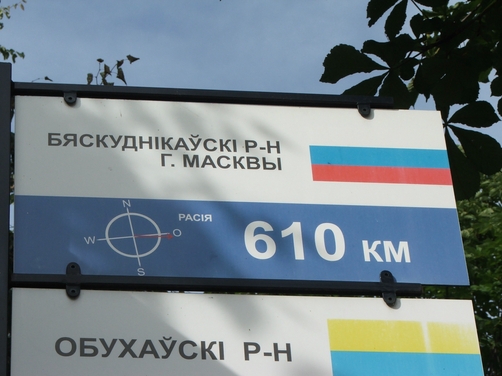 БЯСКУДНІКАЎСКІ Р-Н
Г. МАСКВЫ
N
РАСІЯ
W
O
S
610 КМ
ОБУХАЎСКІ Р-Н